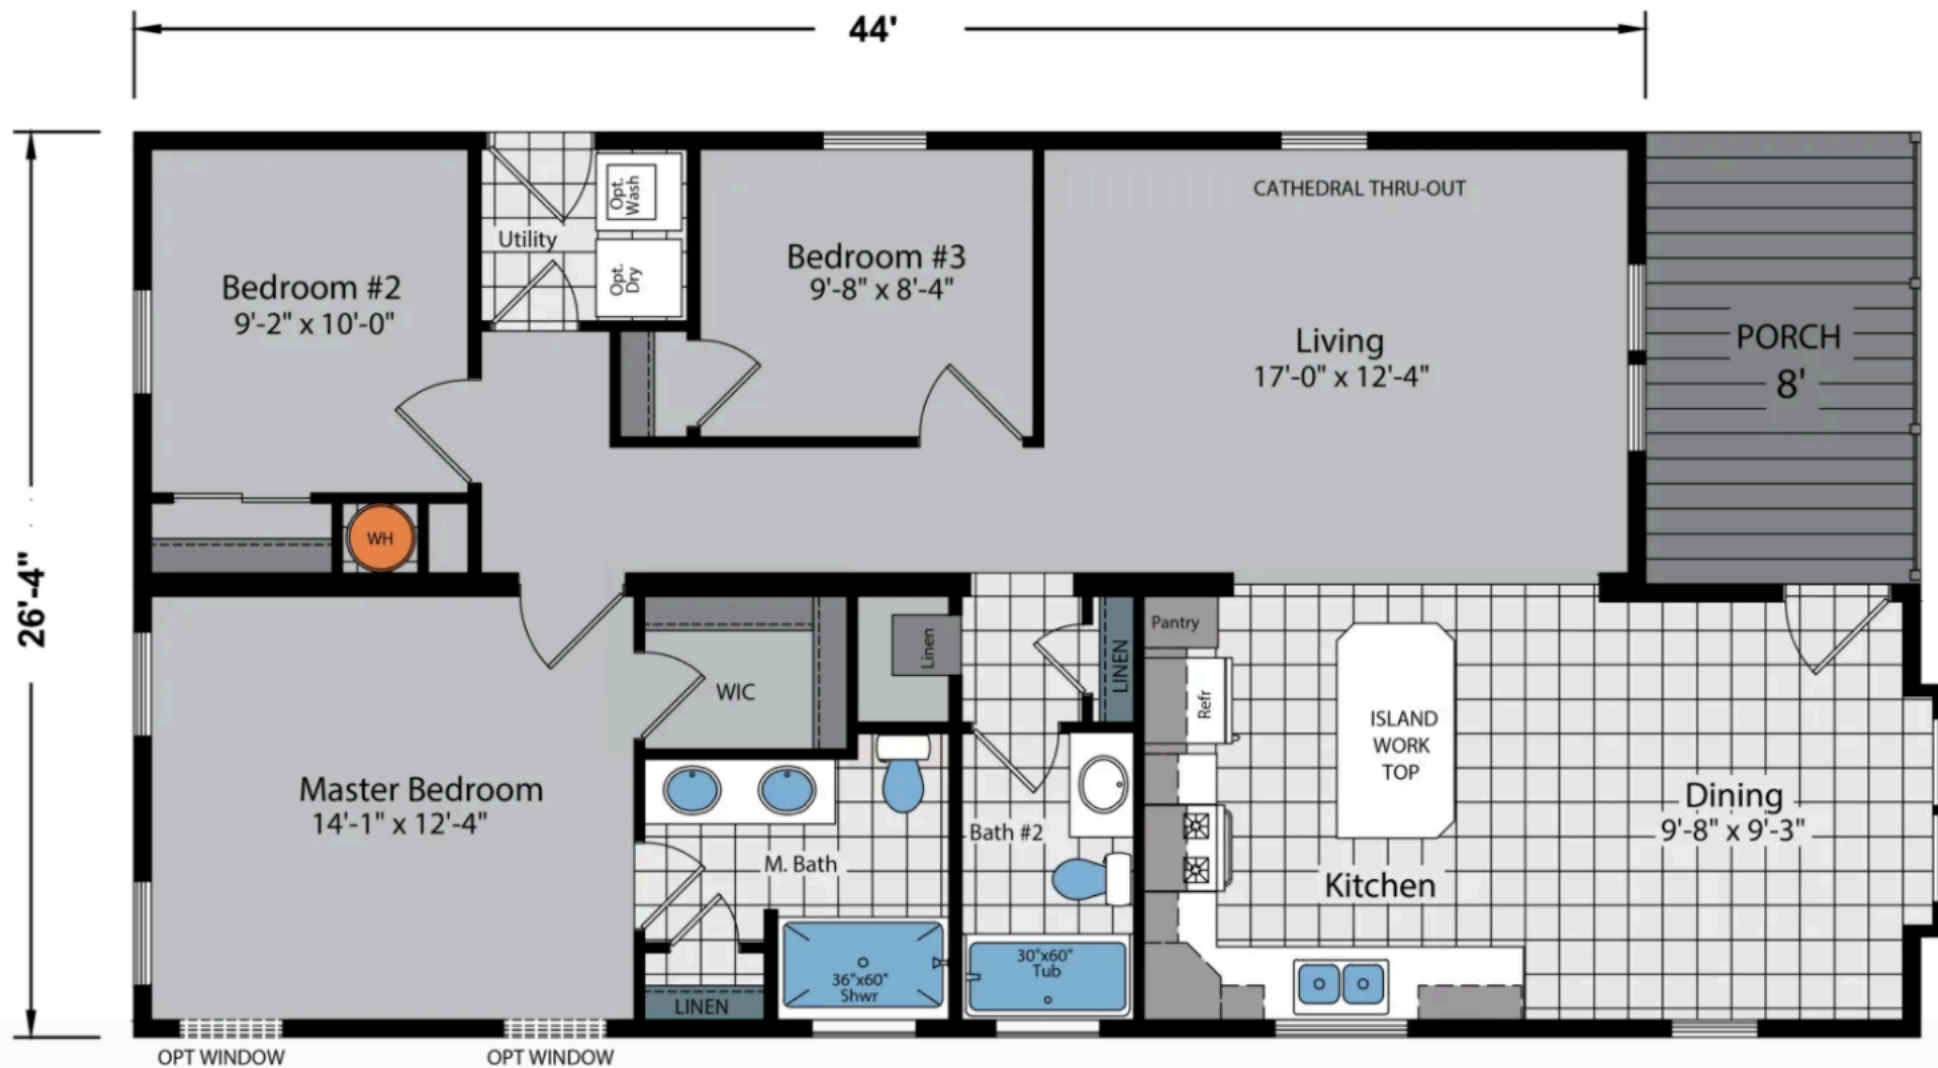 44'
26'-4"
Bedroom #2
9'-2" x 10'-0"
Utility
Opt.
Wash
Opt.
Dry
Bedroom #3
9'-8" x 8'-4"
CATHEDRAL THRU-OUT
Living
17'-0" x 12'-4"
PORCH
8'
WH
Master Bedroom
14'-1" x 12'-4"
WIC
Linen
LINEN
Pantry
Refr
ISLAND
WORK
TOP
Dining
9'-8" x 9'-3"
Kitchen
M. Bath
Bath #2
36"x60"
Shwr
30"x60"
Tub
LINEN
OPT WINDOW
OPT WINDOW